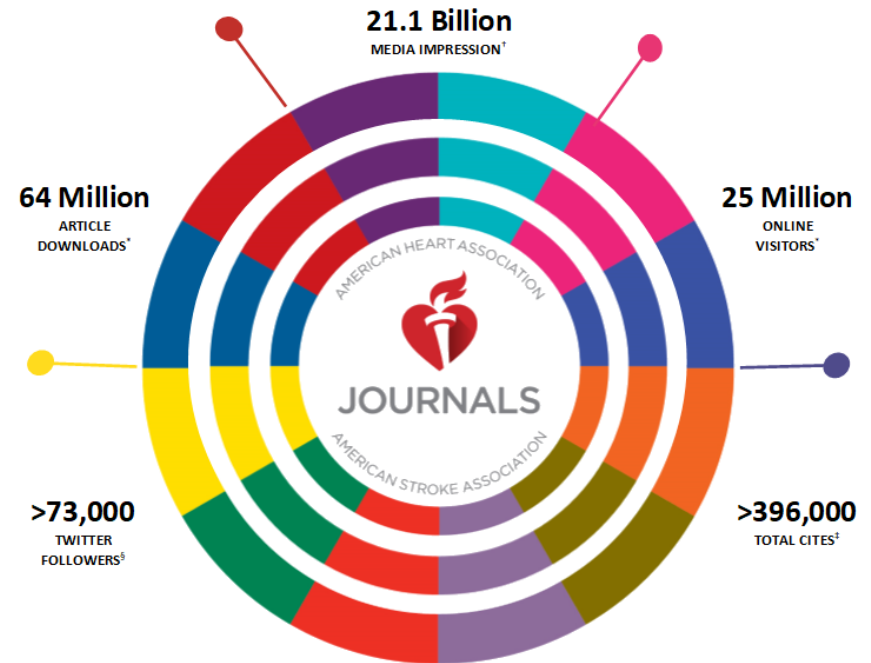 21.1 Billion
MEDIA IMPRESSION†
64 Million
ARTICLE
DOWNLOADS*
25 Million
ONLINE
VISITORS*
AMERICAN HEART ASSOCIATION
JOURNALS
AMERICAN STROKE ASSOCIATION
>73,000
TWITTER
FOLLOWERS§
>396,000
TOTAL CITES‡